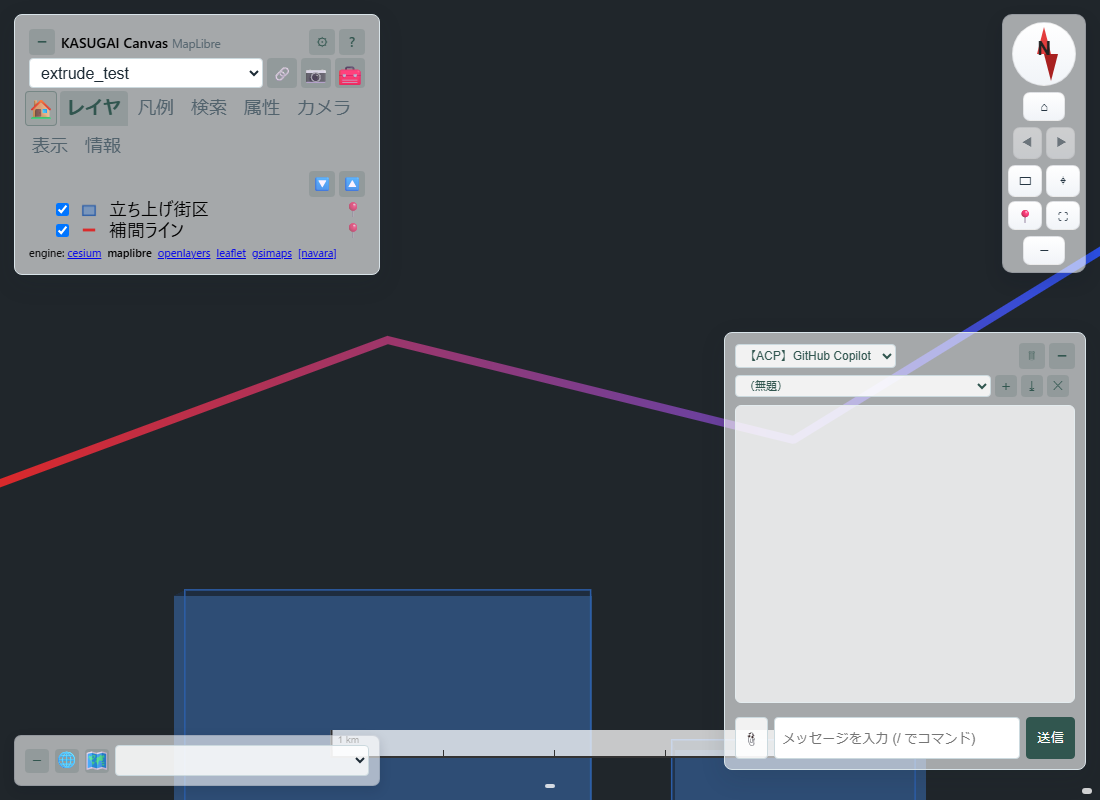 KASUGAI Canvas MapLibre
?
extrude_test
レイヤ 凡例 検索 属性 カメラ
表示 情報
立ち上げ街区
補間ライン
engine: cesium maplibre openlayers leaflet gsimaps [navara]
N
【ACP】GitHub Copilot
（無題）
メッセージを入力 (/ でコマンド)
送信
1 km